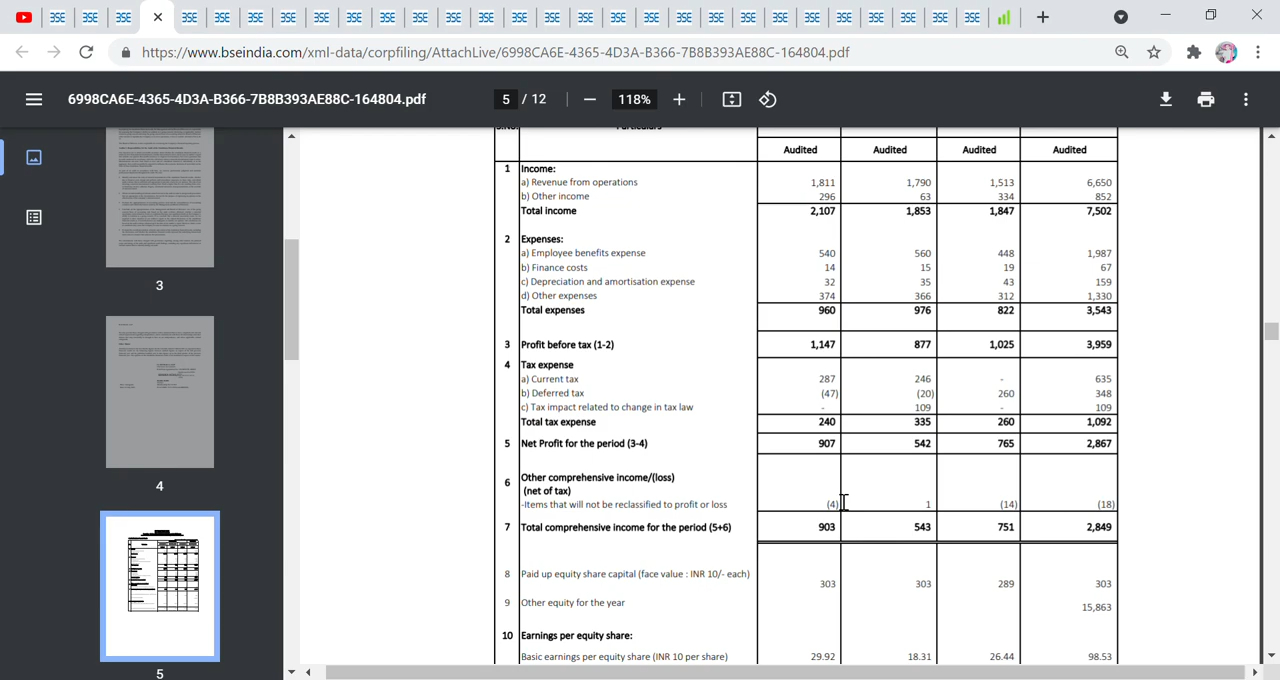 https://www.bseindia.com/xml-data/corpfiling/AttachLive/6998CA6E-4365-4D3A-B366-7B8B393AE88C-164804.pdf
6998CA6E-4365-4D3A-B366-7B8B393AE88C-164804.pdf 5 / 12 118%
S.No. Particulars
Audited Audited Audited Audited
1 Income:
a) Revenue from operations 1,811 1,790 1,513 6,650
b) Other income 296 63 334 852
Total income 2,107 1,853 1,847 7,502
2 Expenses:
a) Employee benefits expense 540 560 448 1,987
b) Finance costs 14 15 19 67
c) Depreciation and amortisation expense 32 35 43 159
d) Other expenses 374 366 312 1,330
Total expenses 960 976 822 3,543
3 Profit before tax (1-2) 1,147 877 1,025 3,959
4 Tax expense
a) Current tax 287 246 - 635
b) Deferred tax (47) (20) 260 348
c) Tax impact related to change in tax law - 109 - 109
Total tax expense 240 335 260 1,092
5 Net Profit for the period (3-4) 907 542 765 2,867
6 Other comprehensive income/(loss)
(net of tax)
-Items that will not be reclassified to profit or loss (4) 1 (14) (18)
7 Total comprehensive income for the period (5+6) 903 543 751 2,849
8 Paid up equity share capital (face value : INR 10/- each) 303 303 289 303
9 Other equity for the year 15,863
10 Earnings per equity share:
Basic earnings per equity share (INR 10 per share) 29.92 18.31 26.44 98.53
3
4
5